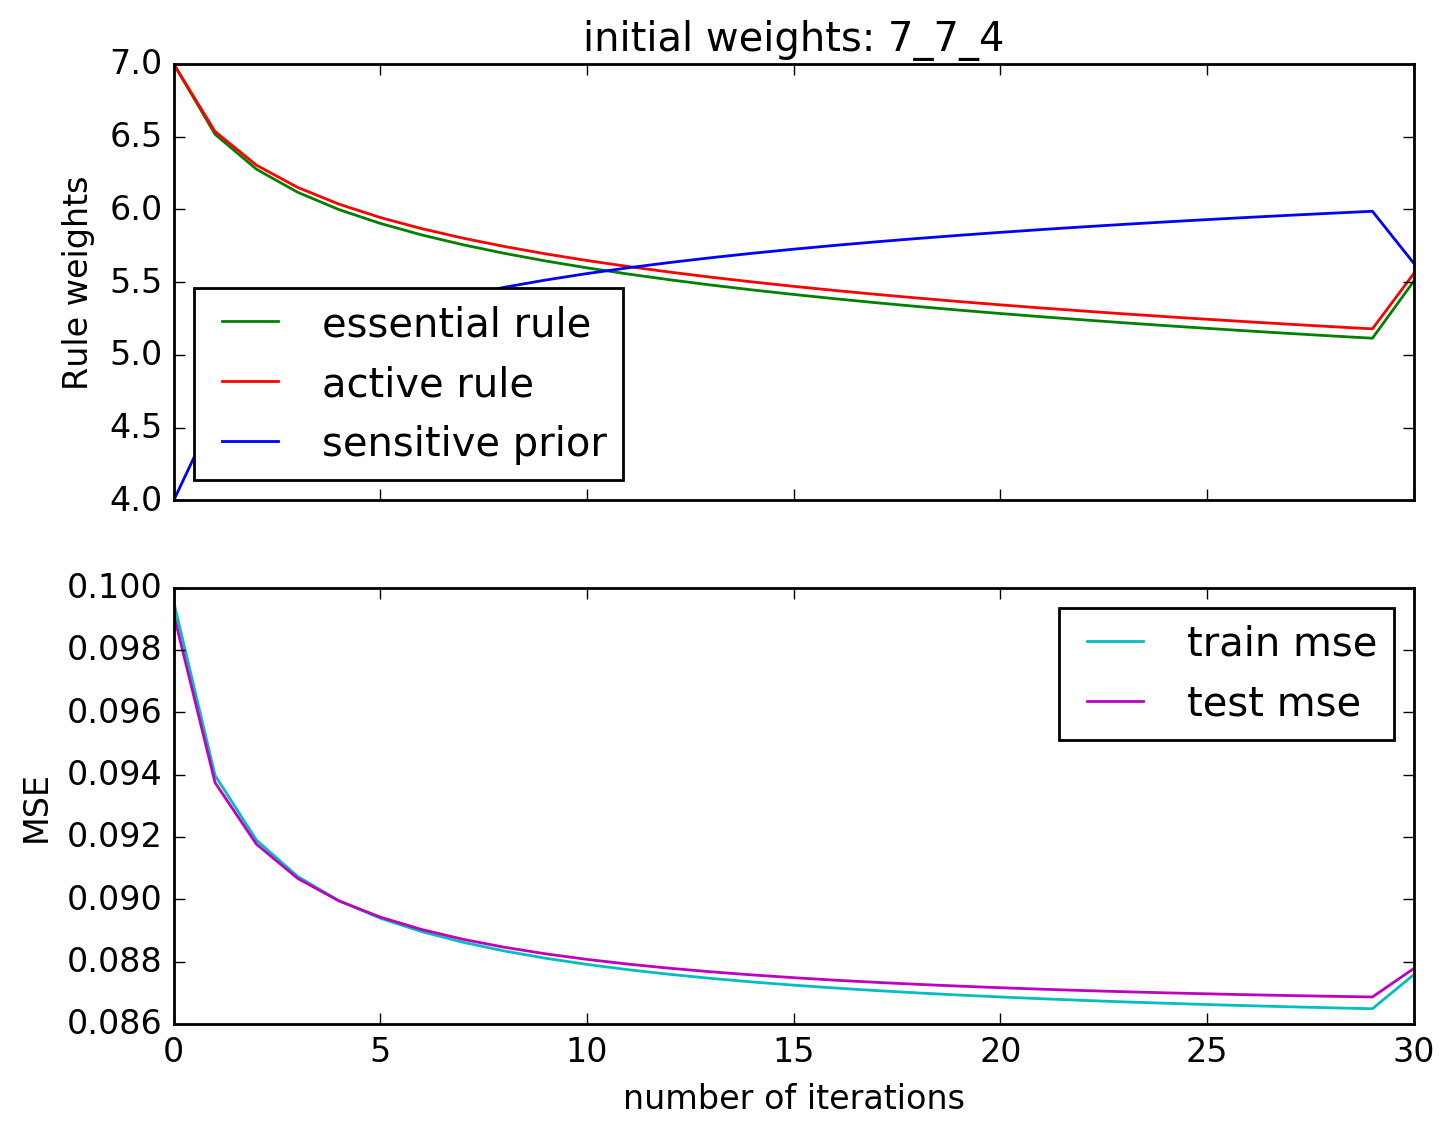 initial weights: 7_7_4
7.0
6.5
6.0
5.5
5.0
4.5
4.0
Rule weights
essential rule
active rule
sensitive prior
0.100
0.098
0.096
0.094
0.092
0.090
0.088
0.086
MSE
train mse
test mse
0 5 10 15 20 25 30
number of iterations